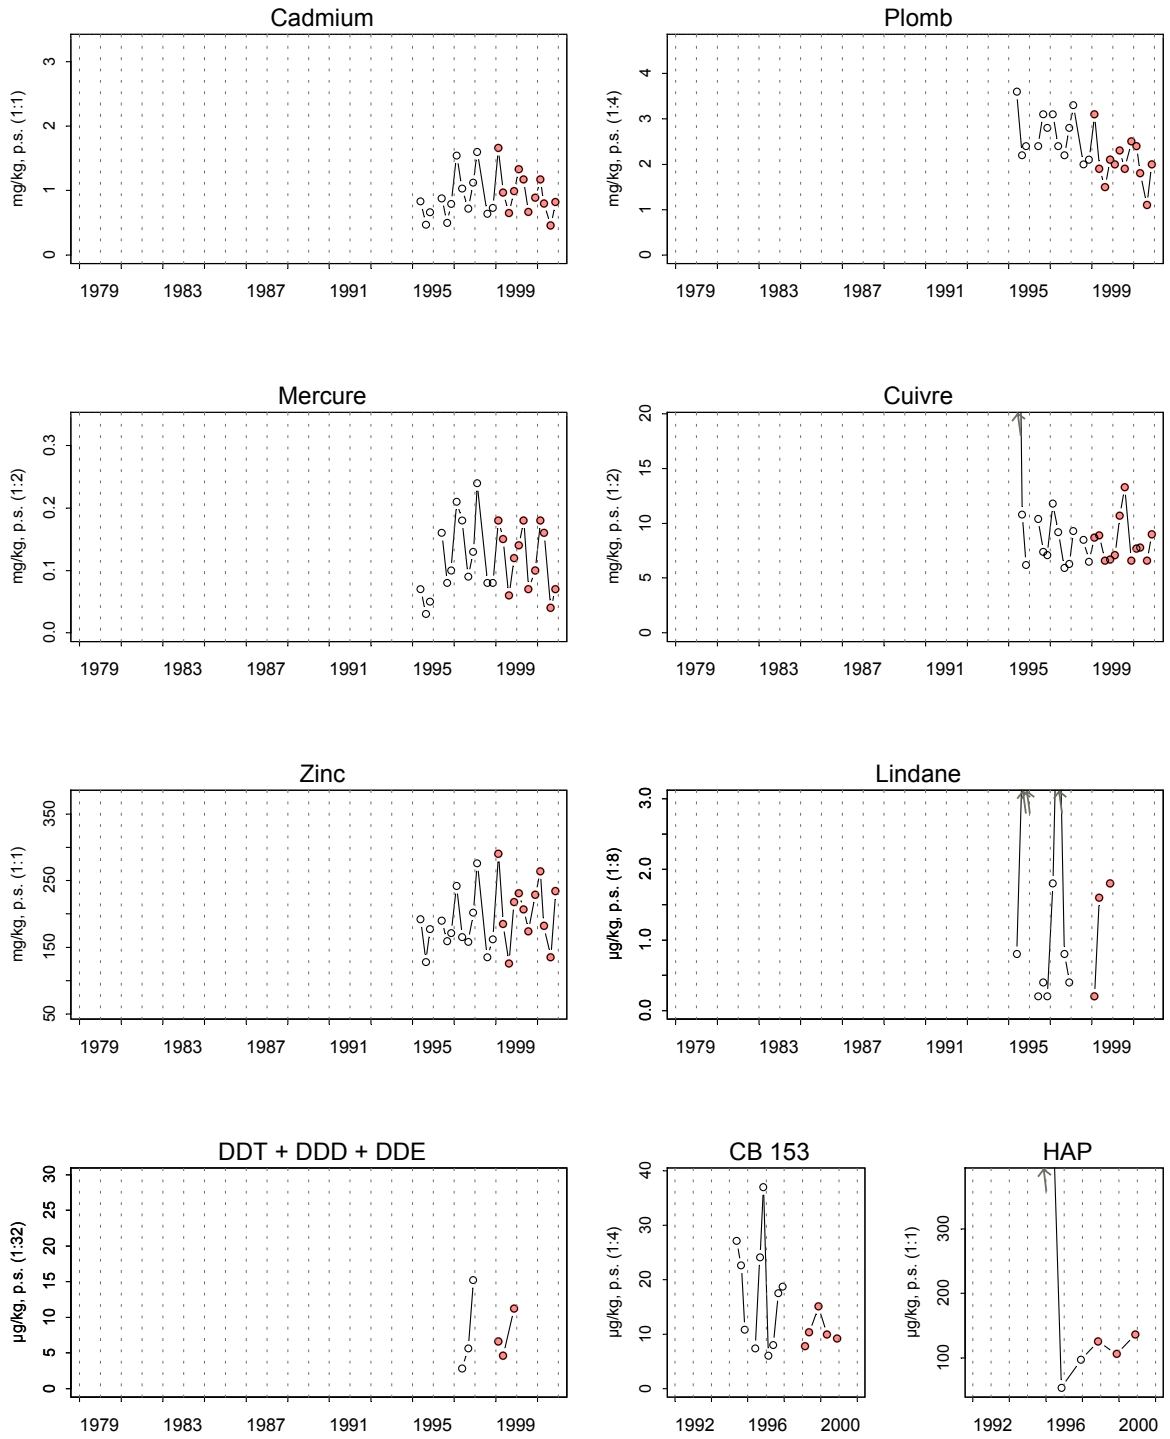 Cadmium
mg/kg, p.s. (1:1)
0 1 2 3
1979 1983 1987 1991 1995 1999
Plomb
mg/kg, p.s. (1:4)
0 1 2 3 4
1979 1983 1987 1991 1995 1999
Mercure
mg/kg, p.s. (1:2)
0.0 0.1 0.2 0.3
1979 1983 1987 1991 1995 1999
Cuivre
mg/kg, p.s. (1:2)
0 5 10 15 20
1979 1983 1987 1991 1995 1999
Zinc
mg/kg, p.s. (1:1)
50 150 250 350
1979 1983 1987 1991 1995 1999
Lindane
µg/kg, p.s. (1:8)
0.0 1.0 2.0 3.0
1979 1983 1987 1991 1995 1999
DDT + DDD + DDE
µg/kg, p.s. (1:32)
0 5 10 15 20 25 30
1979 1983 1987 1991 1995 1999
CB 153
µg/kg, p.s. (1:4)
0 10 20 30 40
1992 1996 2000
HAP
µg/kg, p.s. (1:1)
100 200 300
1992 1996 2000